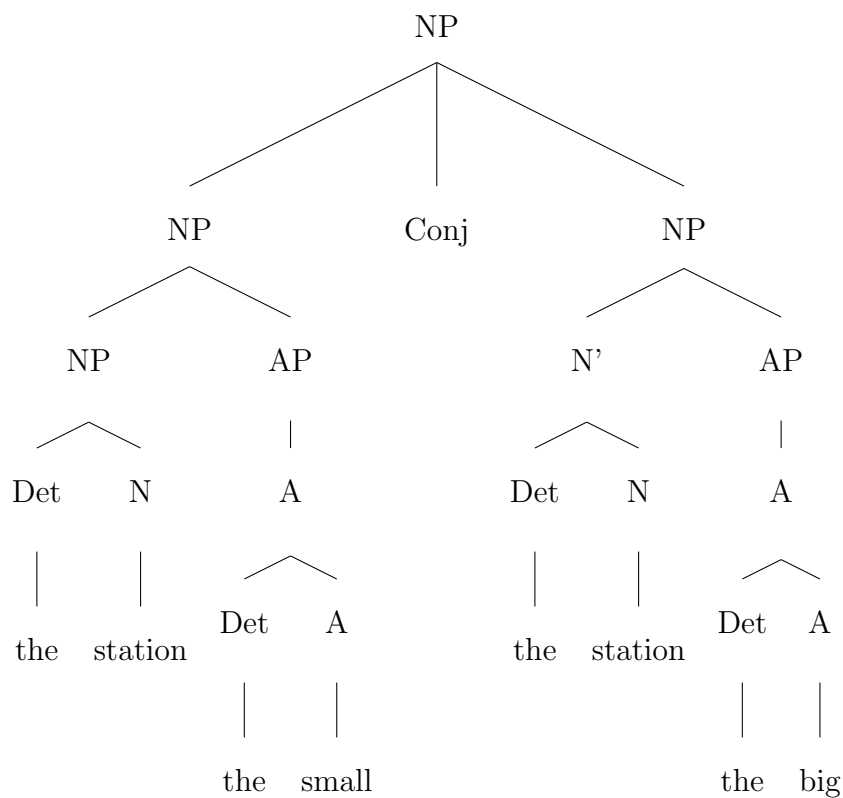 NP
NP Conj NP
NP AP N' AP
Det N A Det N A
Det A Det A
the station the station
the small the big